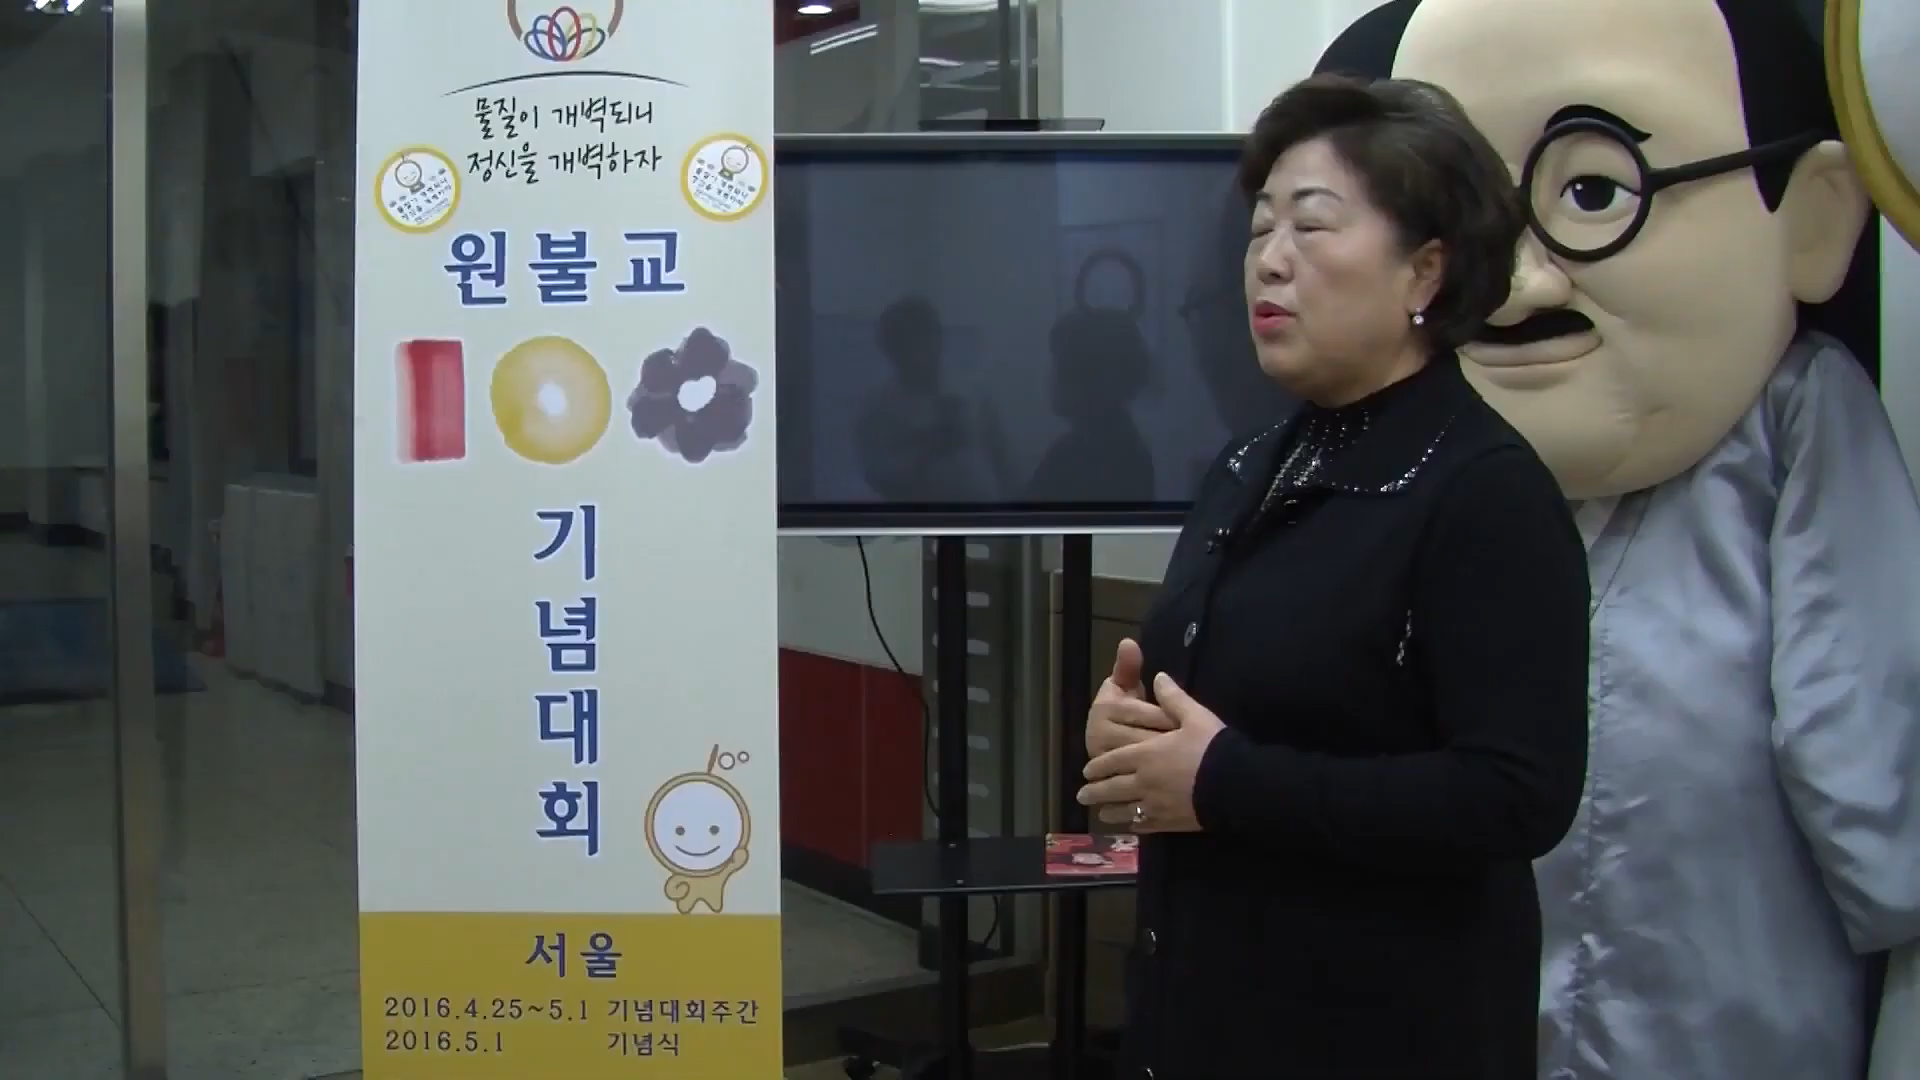 물질이 개벽되니
정신을 개벽하자
원불교
기념대회
서울
2016.4.25~5.1 기념대회주간
2016.5.1 기념식